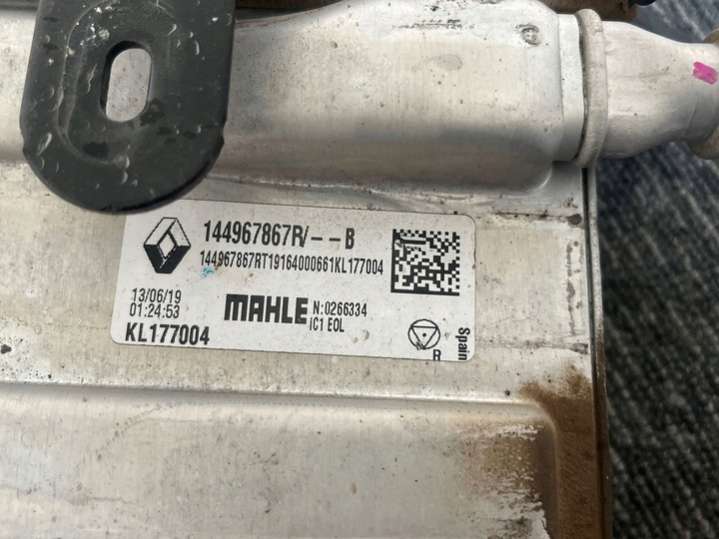 144967867R/--B
144967867RT19164000661KL177004
13/06/19
01:24:53
MAHLE
N:0266334
IC1 EOL
KL177004
R
Spain